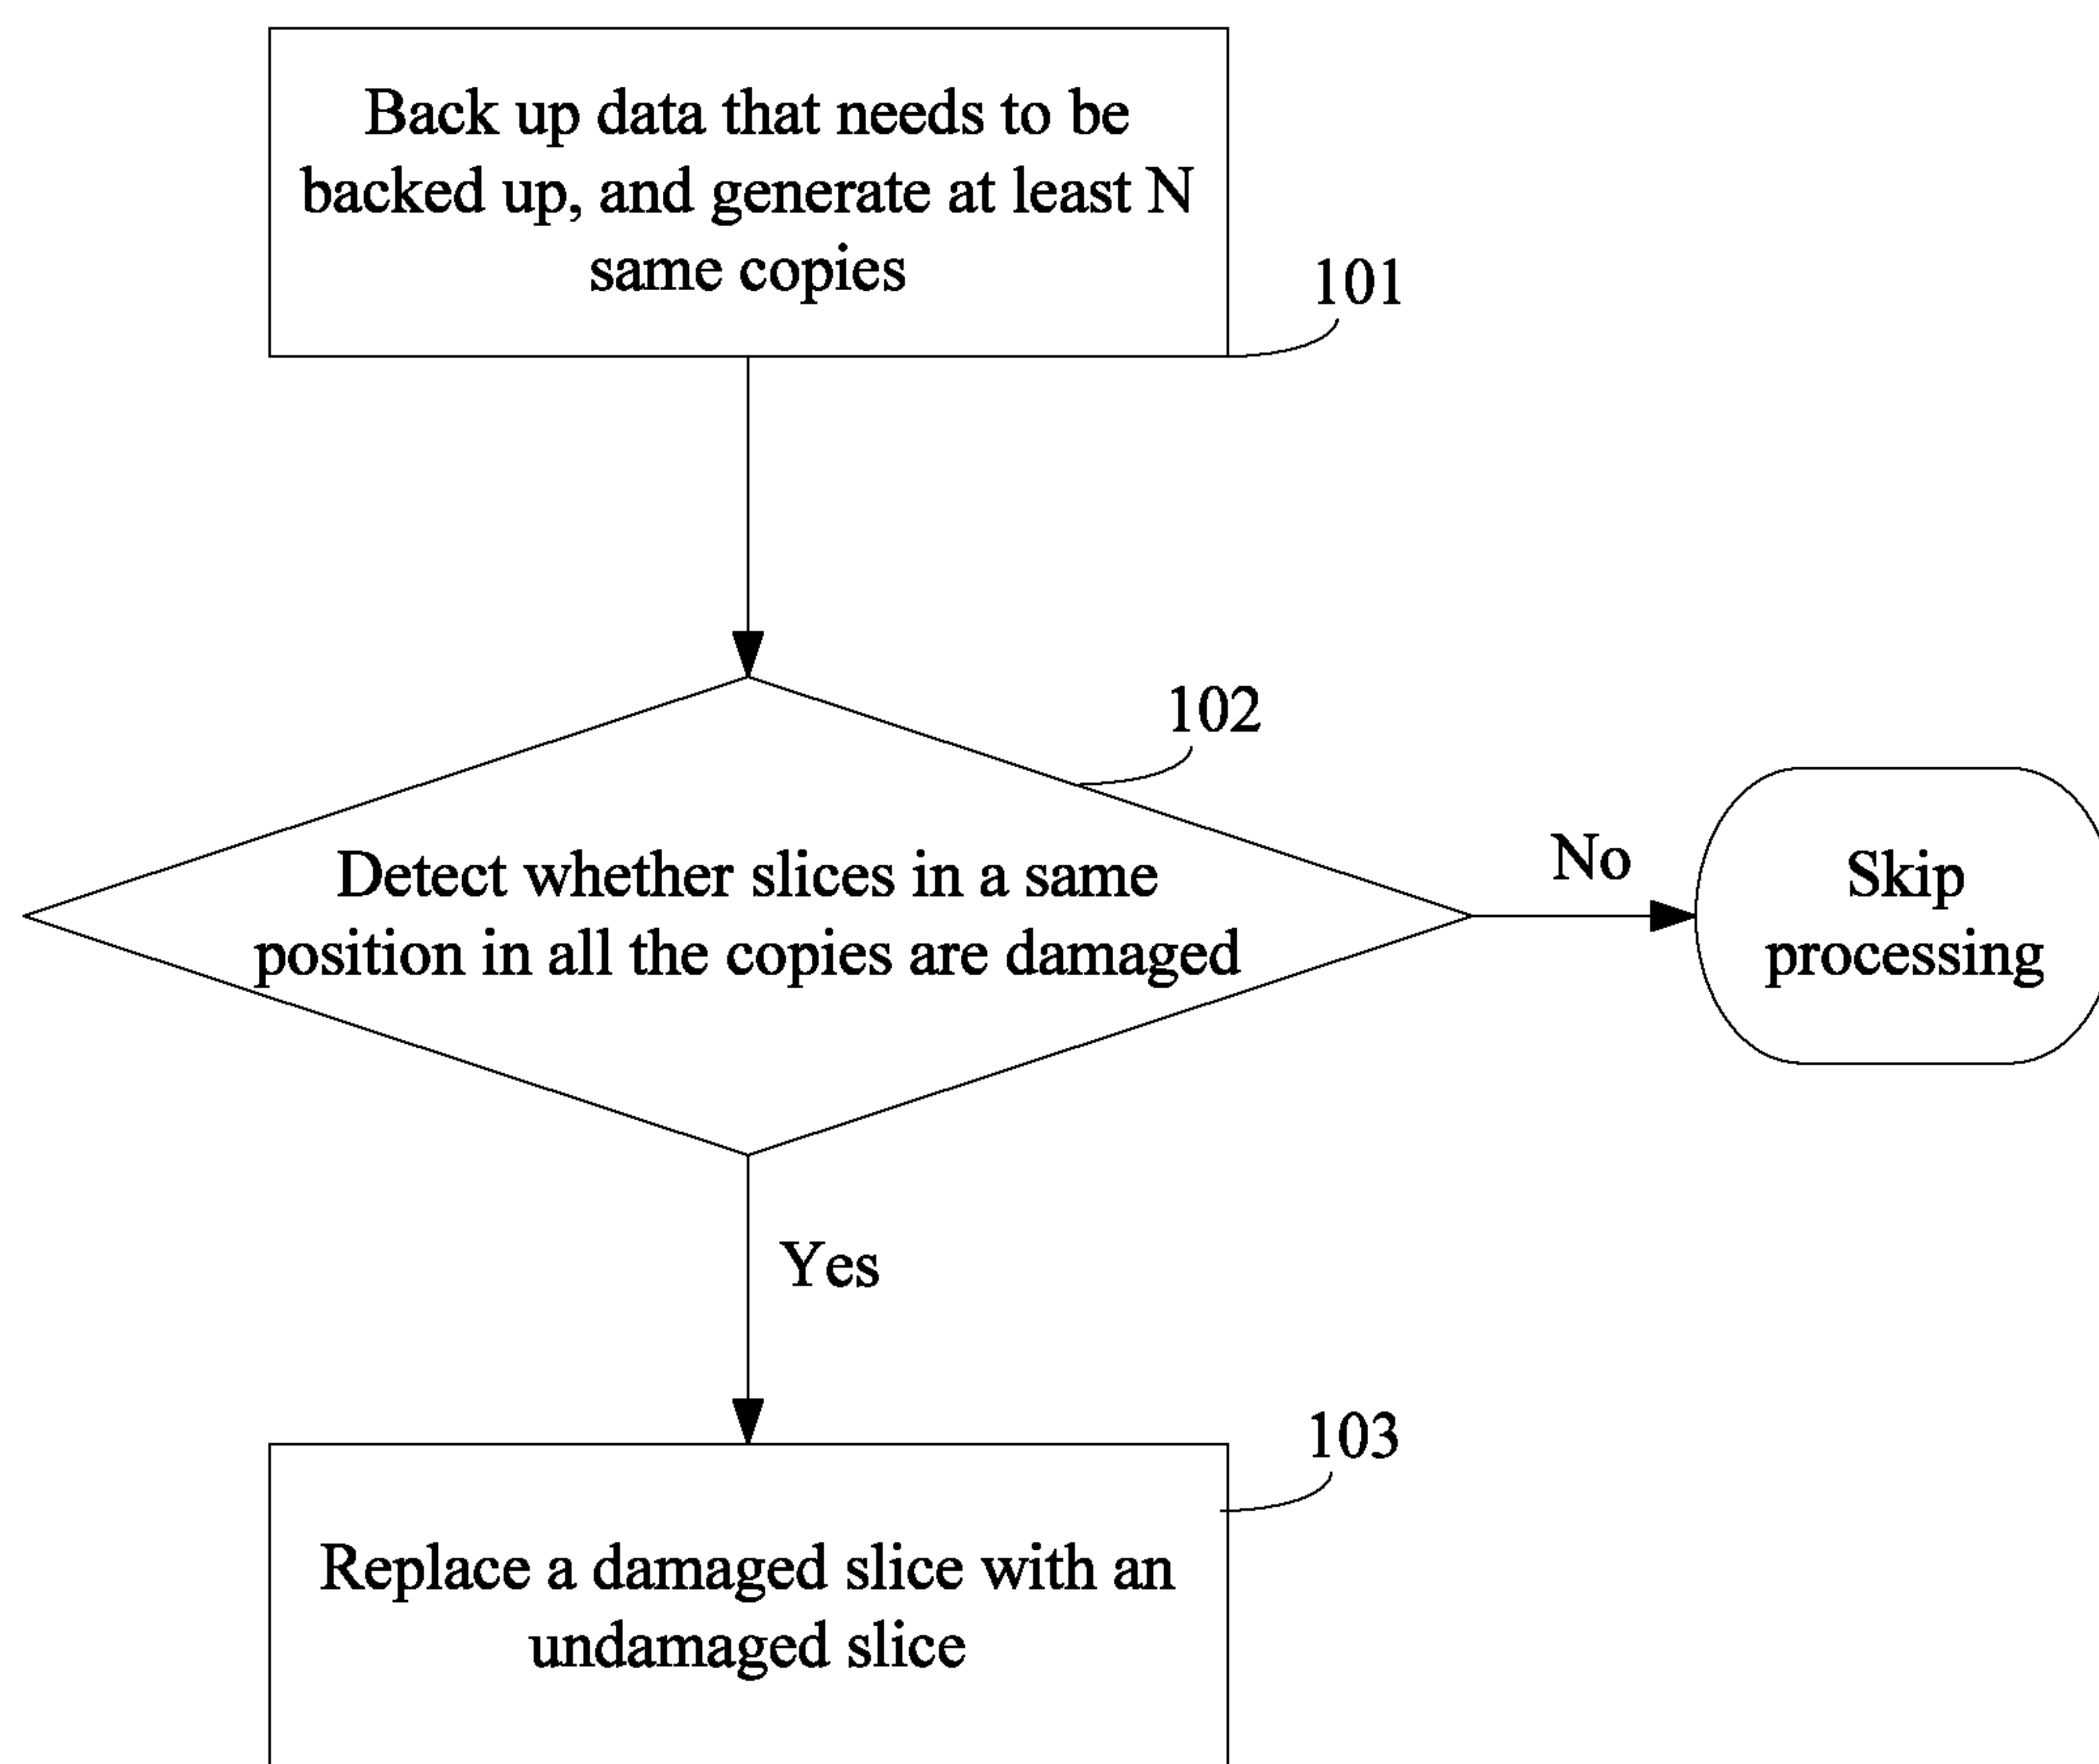 Back up data that needs to be
backed up, and generate at least N
same copies
101
102
Detect whether slices in a same
position in all the copies are damaged
No
Skip
processing
Yes
103
Replace a damaged slice with an
undamaged slice